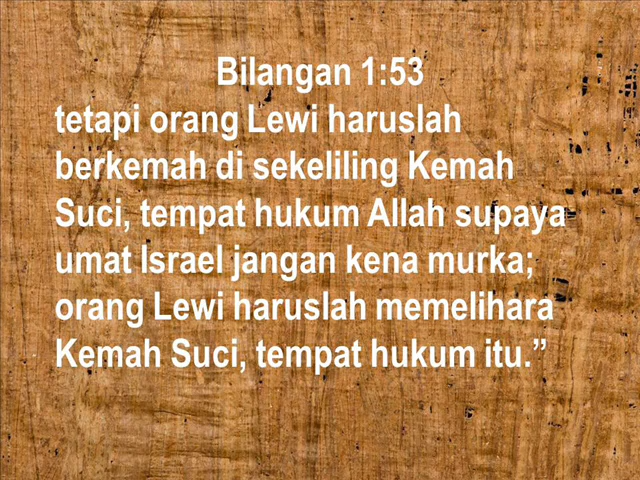 Bilangan 1:53
tetapi orang Lewi haruslah
berkemah di sekeliling Kemah
Suci, tempat hukum Allah supaya
umat Israel jangan kena murka;
orang Lewi haruslah memelihara
Kemah Suci, tempat hukum itu.”